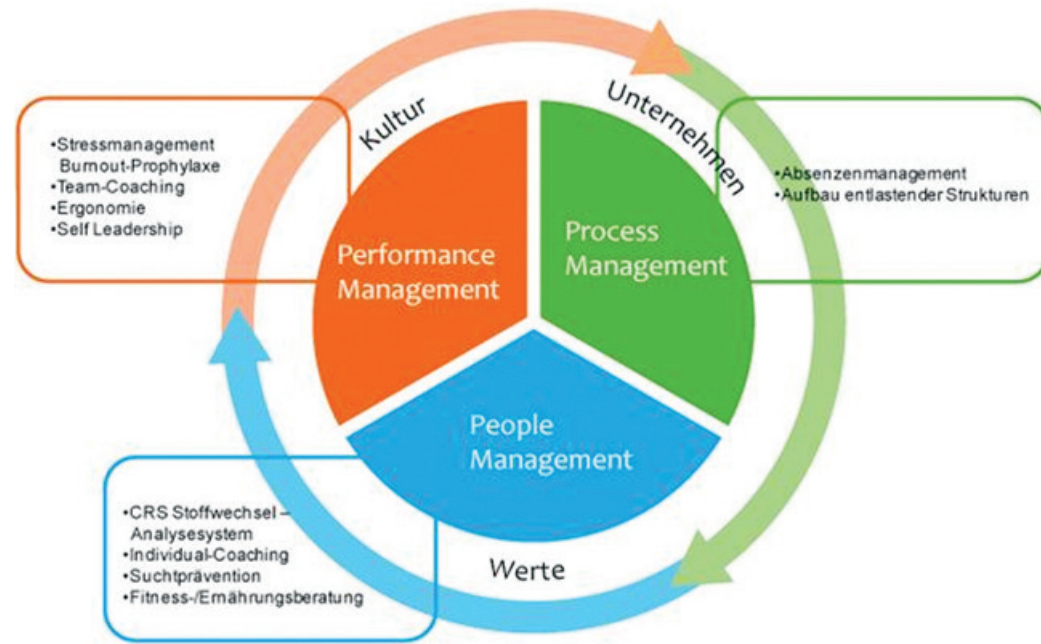 Kultur
Unternehmen
•Stressmanagement
Burnout-Prophylaxe
•Team-Coaching
•Ergonomie
•Self Leadership
•Absenzenmanagement
•Aufbau entlastender Strukturen
Performance
Management
Process
Management
People
Management
•CRS Stoffwechsel –
Analysesystem
•Individual-Coaching
•Suchtprävention
•Fitness-/Ernährungsberatung
Werte